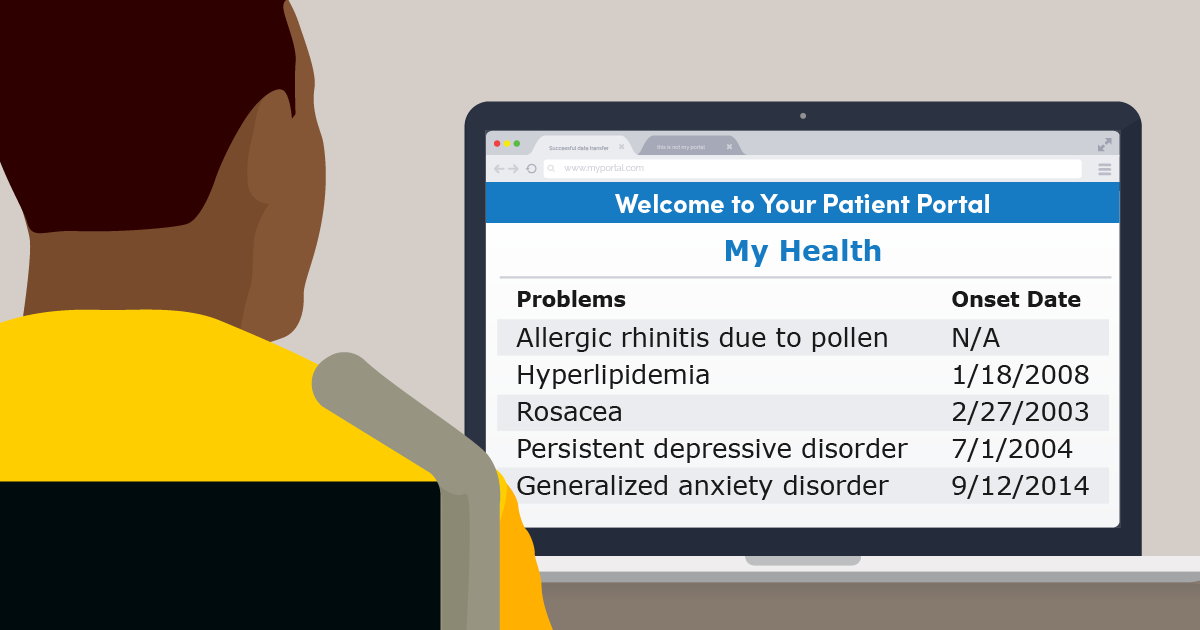 Successful data transfer
this is not my portal
www.myportal.com
Welcome to Your Patient Portal
My Health
Problems Onset Date
Allergic rhinitis due to pollen N/A
Hyperlipidemia 1/18/2008
Rosacea 2/27/2003
Persistent depressive disorder 7/1/2004
Generalized anxiety disorder 9/12/2014